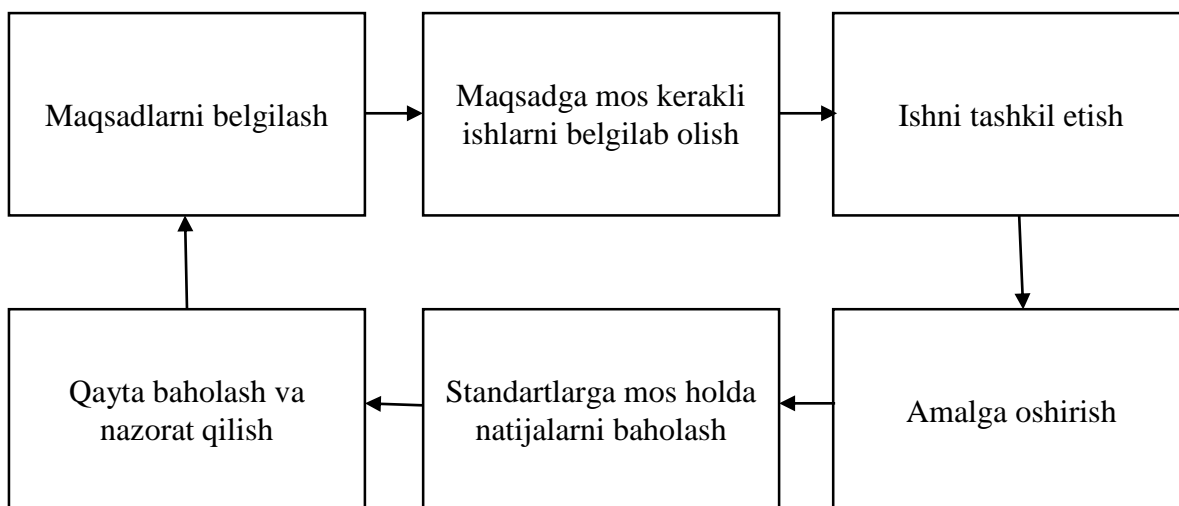 Maqsadlarni belgilash
Maqsadga mos kerakli
ishlarni belgilab olish
Ishni tashkil etish
Qayta baholash va
nazorat qilish
Standartlarga mos holda
natijalarni baholash
Amalga oshirish